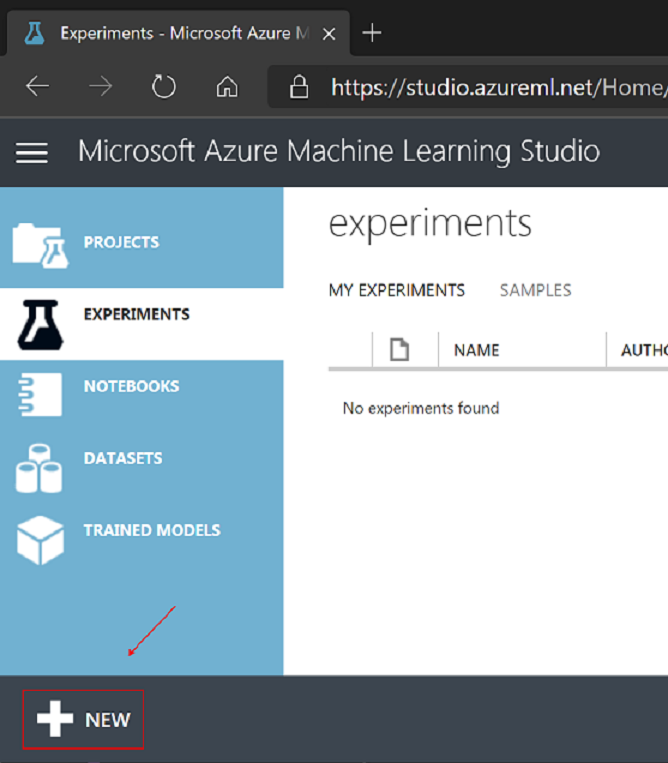 Experiments - Microsoft Azure M
https://studio.azureml.net/Home/
Microsoft Azure Machine Learning Studio
PROJECTS
EXPERIMENTS
NOTEBOOKS
DATASETS
TRAINED MODELS
experiments
MY EXPERIMENTS SAMPLES
NAME AUTHO
No experiments found
NEW